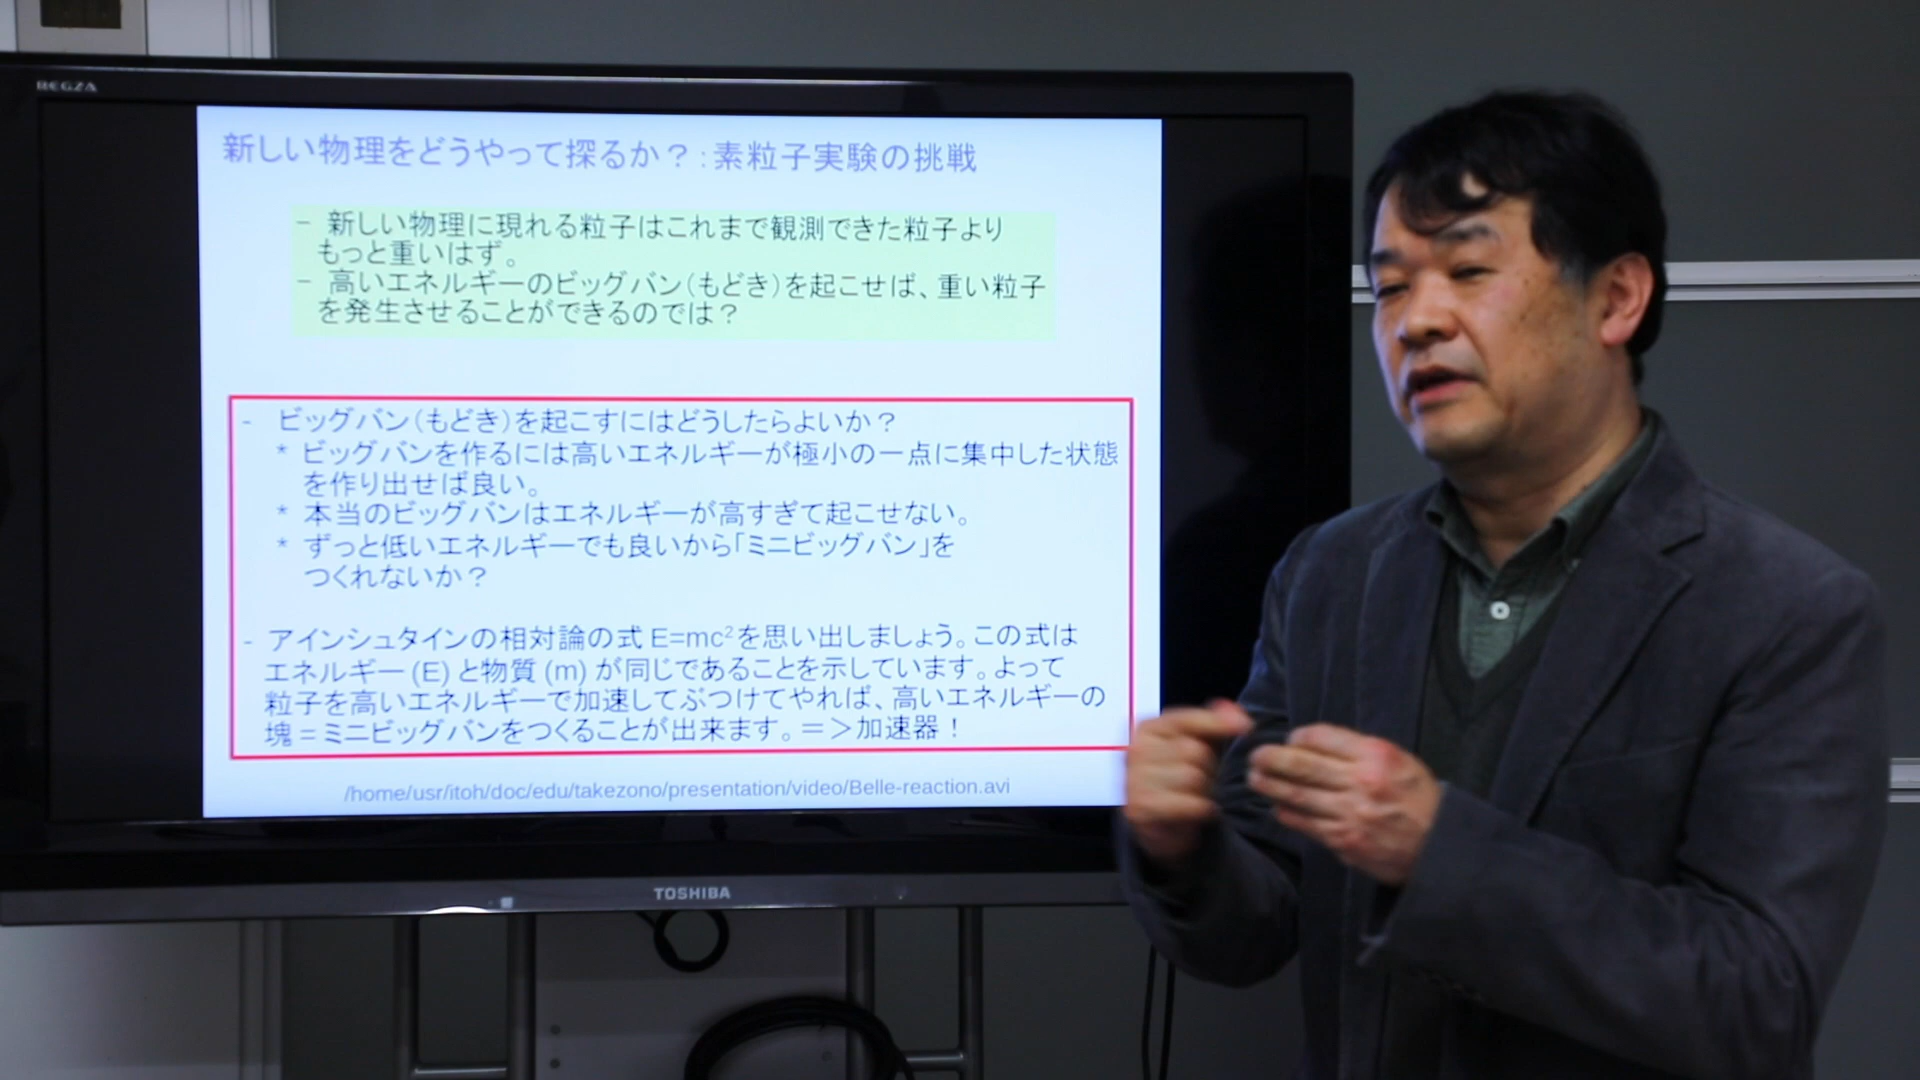 REGZA
新しい物理をどうやって探るか？：素粒子実験の挑戦
- 新しい物理に現れる粒子はこれまで観測できた粒子より
もっと重いはず。
- 高いエネルギーのビッグバン（もどき）を起こせば、重い粒子
を発生させることができるのでは？
- ビッグバン（もどき）を起こすにはどうしたらよいか？
* ビッグバンを作るには高いエネルギーが極小の一点に集中した状態
を作り出せば良い。
* 本当のビッグバンはエネルギーが高すぎて起こせない。
* ずっと低いエネルギーでも良いから「ミニビッグバン」を
つくれないか？
- アインシュタインの相対論の式 E=mc²を思い出しましょう。この式は
エネルギー (E) と物質 (m) が同じであることを示しています。よって
粒子を高いエネルギーで加速してぶつけてやれば、高いエネルギーの
塊 = ミニビッグバンをつくることが出来ます。＝＞加速器！
/home/usr/itoh/doc/edu/takezono/presentation/video/Belle-reaction.avi
TOSHIBA